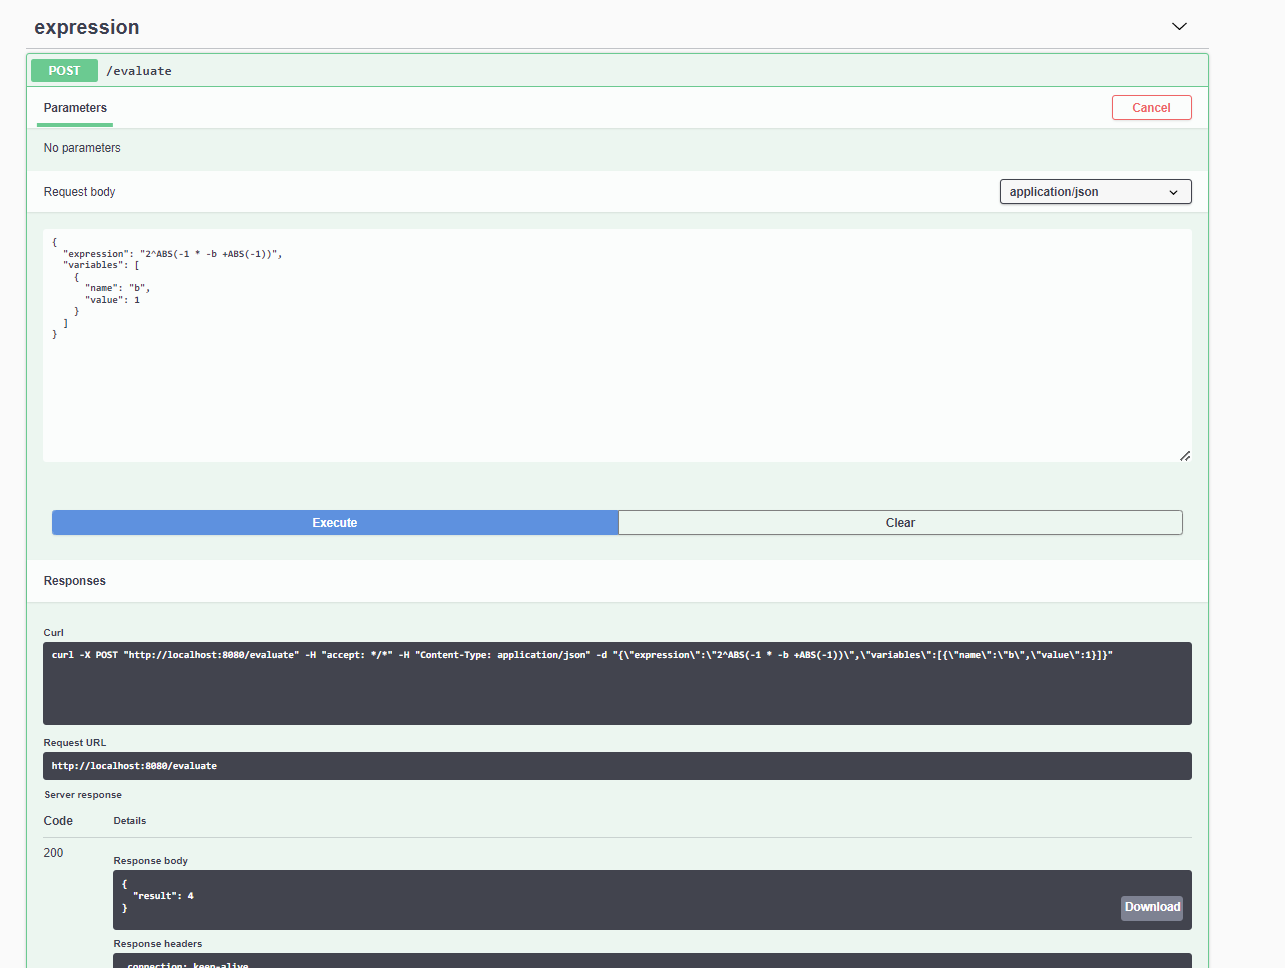 expression
POST /evaluate
Parameters
Cancel
No parameters
Request body
application/json
{
  "expression": "2^ABS(-1 * -b +ABS(-1))",
  "variables": [
    {
      "name": "b",
      "value": 1
    }
  ]
}
Execute
Clear
Responses
Curl
curl -X POST "http://localhost:8080/evaluate" -H "accept: */*" -H "Content-Type: application/json" -d "{\"expression\":\"2^ABS(-1 * -b +ABS(-1))\",\"variables\":[{\"name\":\"b\",\"value\":1}]}"
Request URL
http://localhost:8080/evaluate
Server response
Code Details
200
Response body
{
  "result": 4
}
Download
Response headers
connection: keep-alive